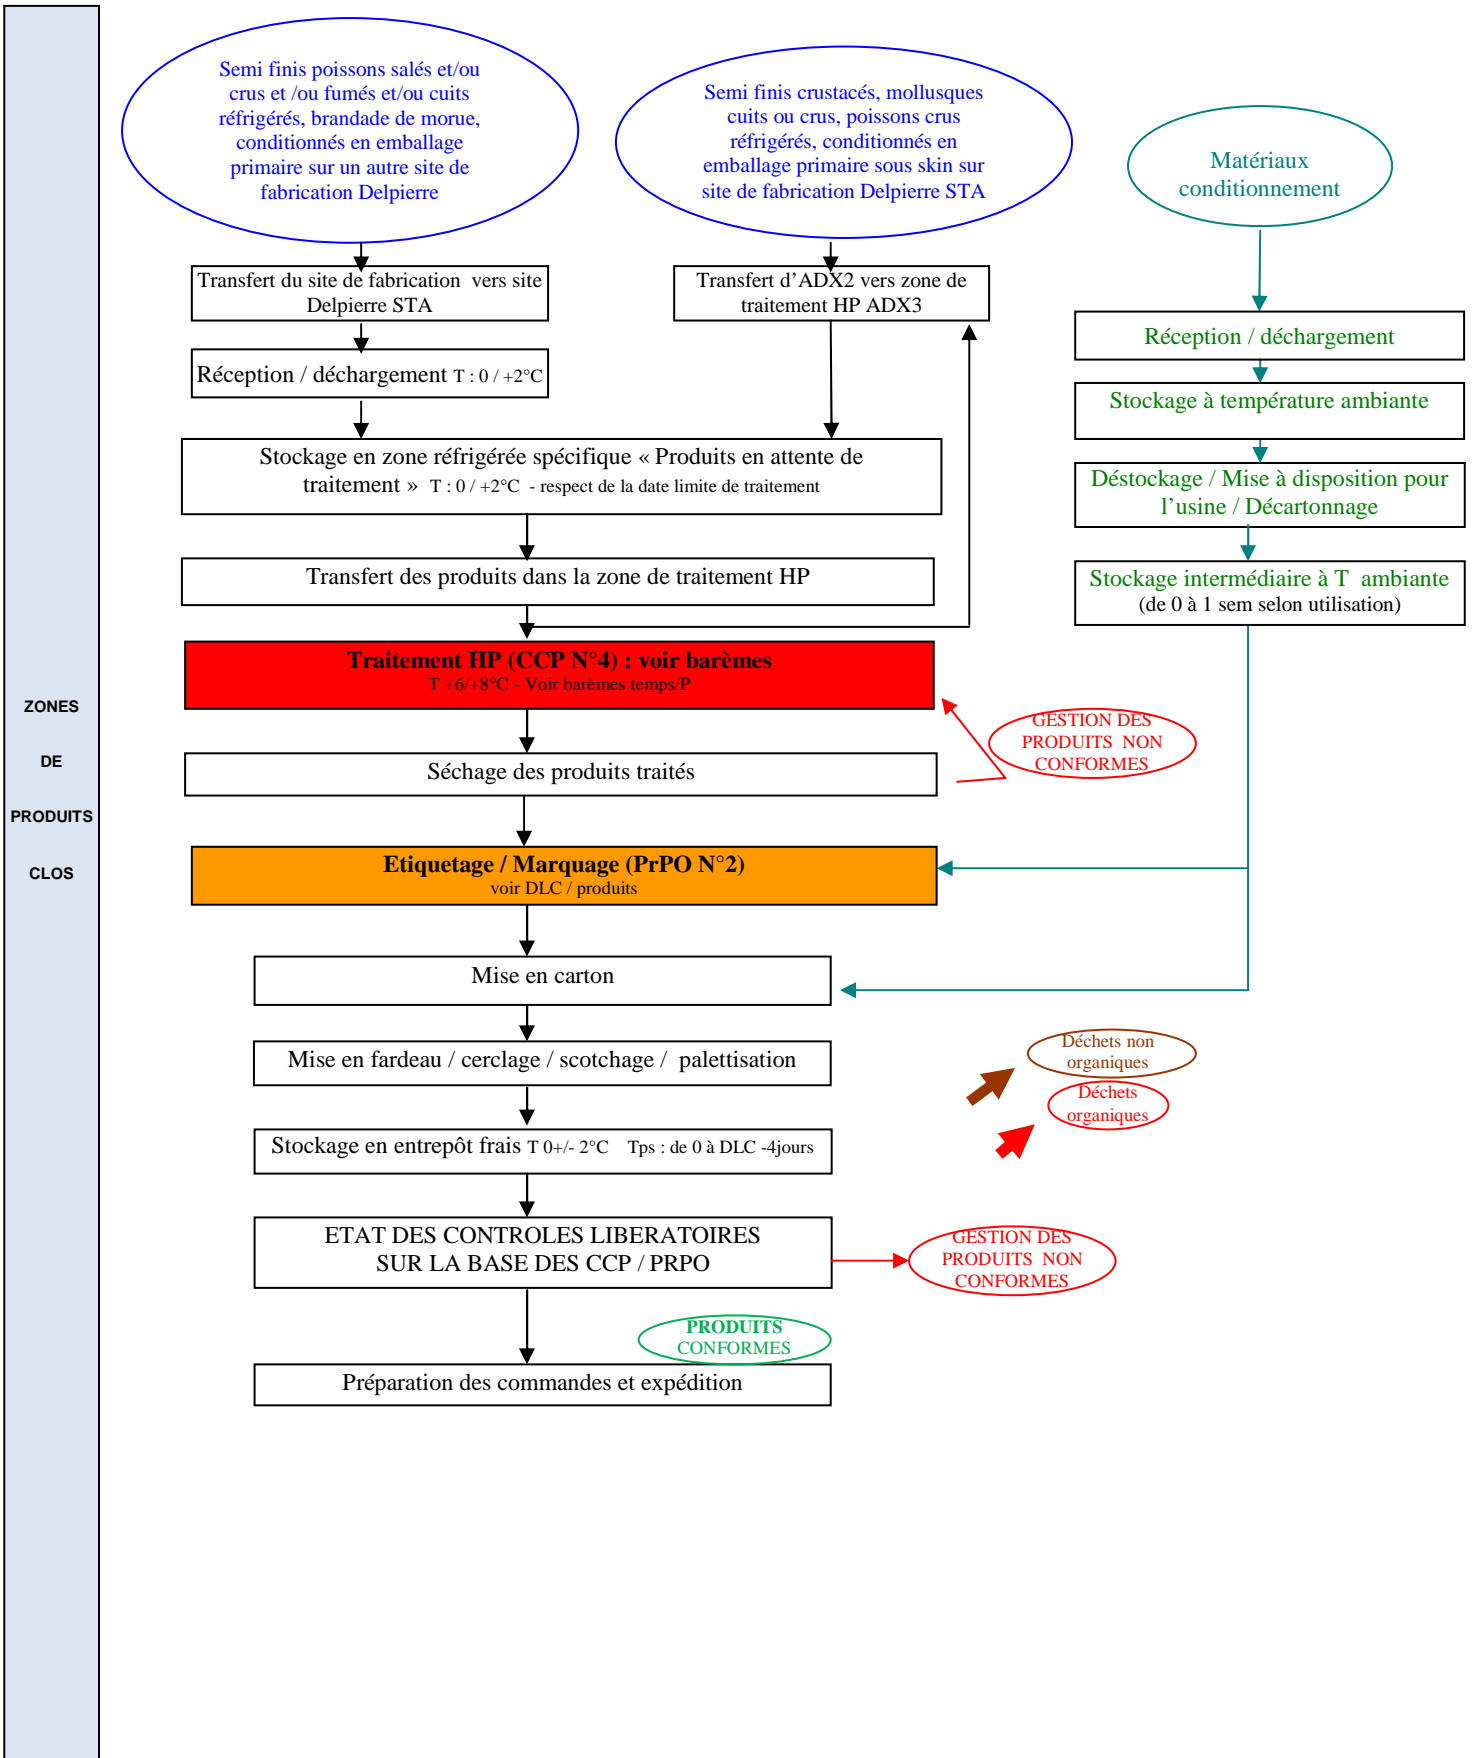 Semi finis poissons salés et/ou
crus et /ou fumés et/ou cuits
réfrigérés, brandade de morue,
conditionnés en emballage
primaire sur un autre site de
fabrication Delpierre
Semi finis crustacés, mollusques
cuits ou crus, poissons crus
réfrigérés, conditionnés en
emballage primaire sous skin sur
site de fabrication Delpierre STA
Matériaux
conditionnement
Transfert du site de fabrication vers site
Delpierre STA
Transfert d’ADX2 vers zone de
traitement HP ADX3
Réception / déchargement
Réception / déchargement T : 0 / +2°C
Stockage à température ambiante
Stockage en zone réfrigérée spécifique « Produits en attente de
traitement » T : 0 / +2°C - respect de la date limite de traitement
Déstockage / Mise à disposition pour
l’usine / Décartonnage
Transfert des produits dans la zone de traitement HP
Stockage intermédiaire à T ambiante
(de 0 à 1 sem selon utilisation)
Traitement HP (CCP N°4) : voir barèmes
T +6/+8°C - Voir barèmes temps/P
ZONES
DE
PRODUITS
CLOS
GESTION DES
PRODUITS NON
CONFORMES
Séchage des produits traités
Etiquetage / Marquage (PrPO N°2)
voir DLC / produits
Mise en carton
Mise en fardeau / cerclage / scotchage / palettisation
Déchets non
organiques
Déchets
organiques
Stockage en entrepôt frais T 0+/- 2°C Tps : de 0 à DLC -4jours
ETAT DES CONTROLES LIBERATOIRES
SUR LA BASE DES CCP / PRPO
GESTION DES
PRODUITS NON
CONFORMES
PRODUITS
CONFORMES
Préparation des commandes et expédition